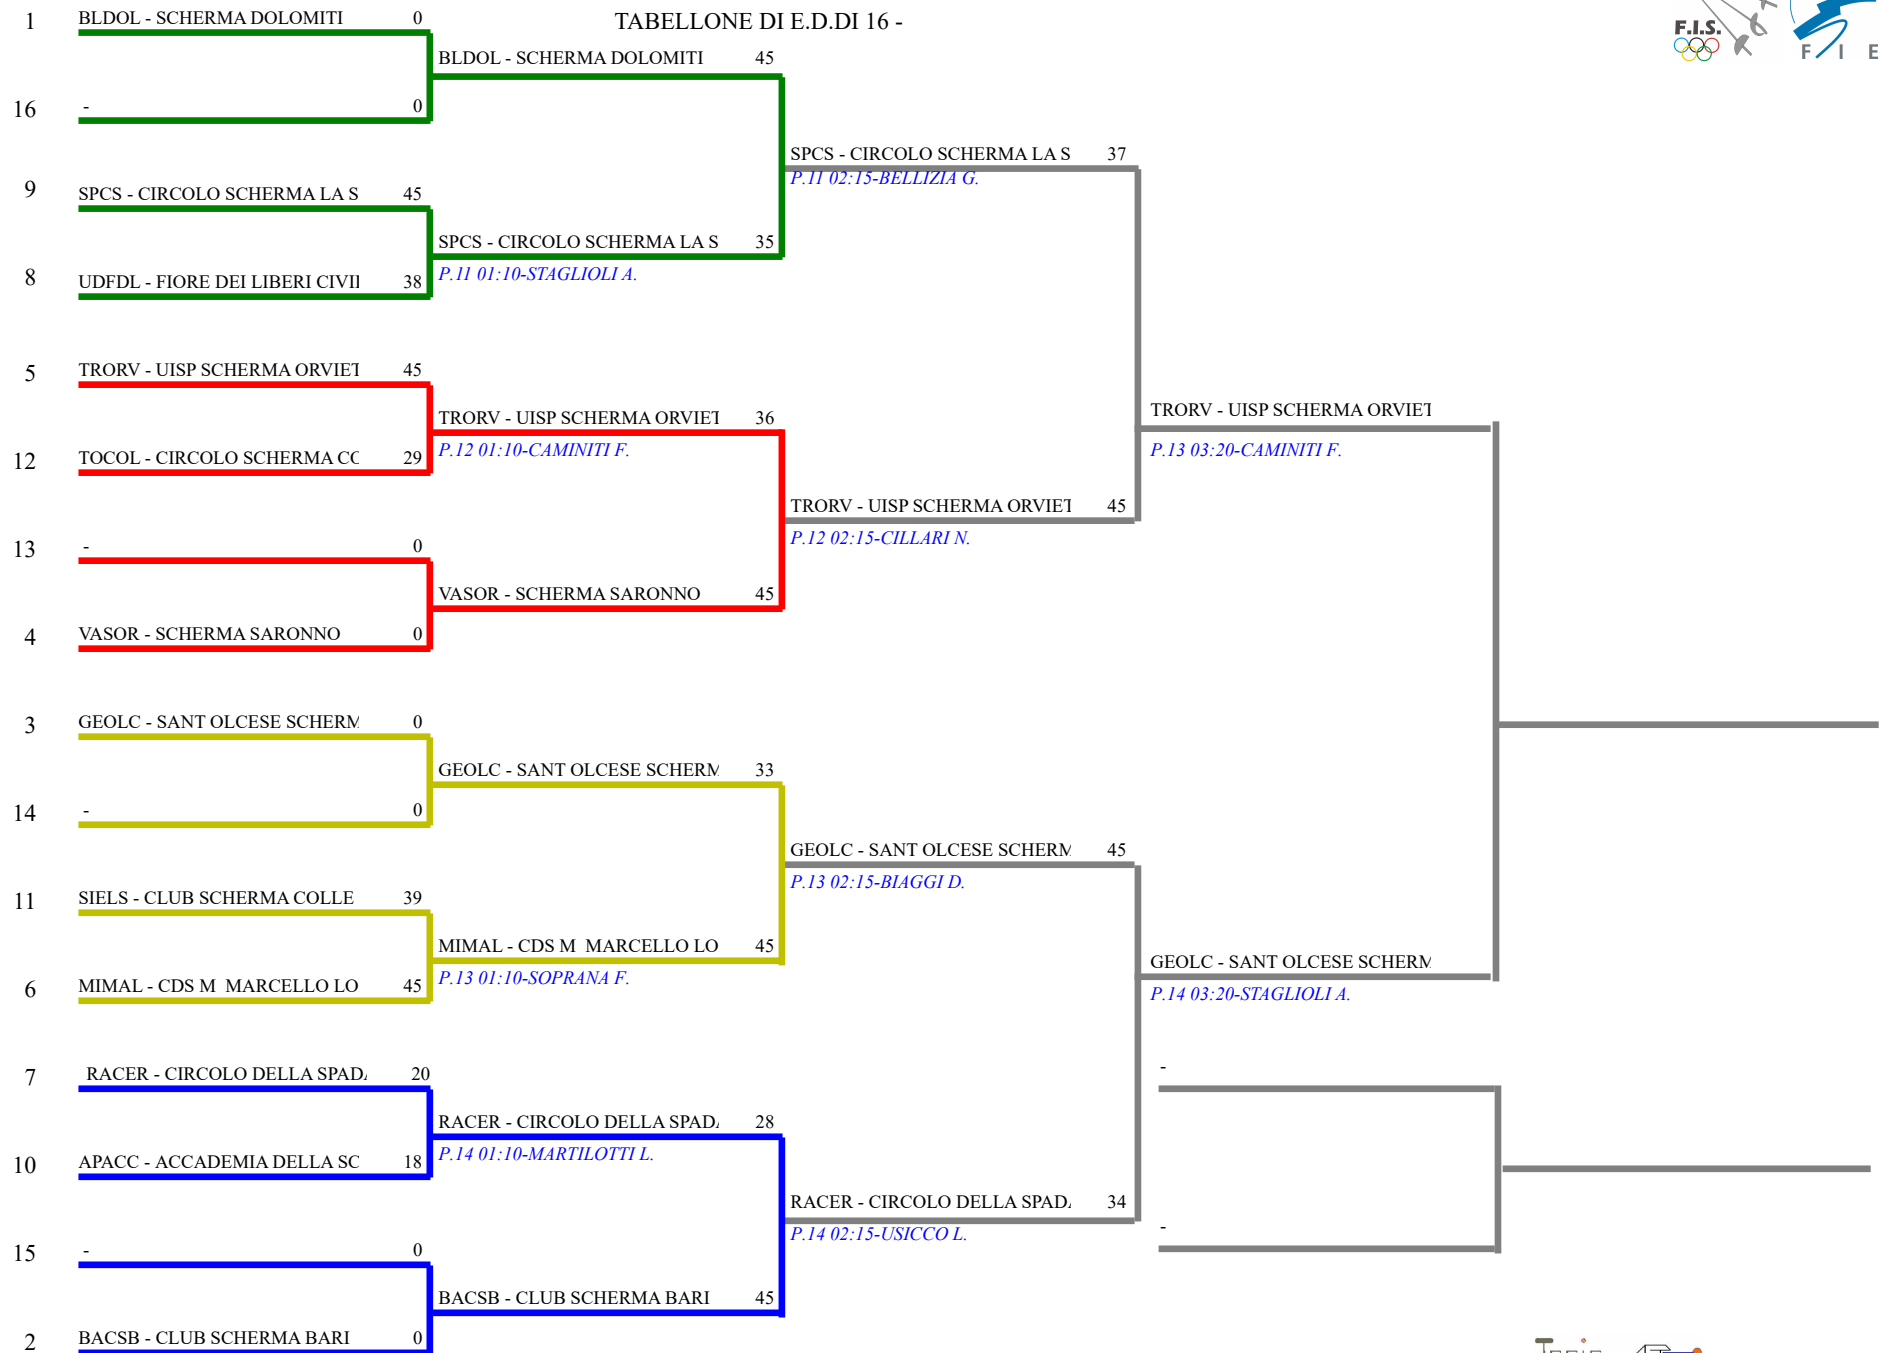 TABELLONE DI E.D.DI 16 -
F.I.S.
F I E
1 BLDOL - SCHERMA DOLOMITI 0
BLDOL - SCHERMA DOLOMITI 45
16 - 0
SPCS - CIRCOLO SCHERMA LA S 37
P.11 02:15-BELLIZIA G.
9 SPCS - CIRCOLO SCHERMA LA S 45
SPCS - CIRCOLO SCHERMA LA S 35
P.11 01:10-STAGLIOLI A.
8 UDFDL - FIORE DEI LIBERI CIVII 38
5 TRORV - UISP SCHERMA ORVIET 45
TRORV - UISP SCHERMA ORVIET
P.13 03:20-CAMINITI F.
TRORV - UISP SCHERMA ORVIET 36
P.12 01:10-CAMINITI F.
12 TOCOL - CIRCOLO SCHERMA CC 29
TRORV - UISP SCHERMA ORVIET 45
P.12 02:15-CILLARI N.
13 - 0
VASOR - SCHERMA SARONNO 45
4 VASOR - SCHERMA SARONNO 0
3 GEOLC - SANT OLCESE SCHERM 0
GEOLC - SANT OLCESE SCHERM 33
14 - 0
GEOLC - SANT OLCESE SCHERM 45
P.13 02:15-BIAGGI D.
11 SIELS - CLUB SCHERMA COLLE 39
MIMAL - CDS M MARCELLO LO 45
P.13 01:10-SOPRANA F.
GEOLC - SANT OLCESE SCHERM
P.14 03:20-STAGLIOLI A.
6 MIMAL - CDS M MARCELLO LO 45
7 RACER - CIRCOLO DELLA SPADA 20
-
RACER - CIRCOLO DELLA SPADA 28
P.14 01:10-MARTILOTTI L.
10 APACC - ACCADEMIA DELLA SC 18
RACER - CIRCOLO DELLA SPADA 34
P.14 02:15-USICCO L.
-
15 - 0
BACSB - CLUB SCHERMA BARI 45
2 BACSB - CLUB SCHERMA BARI 0